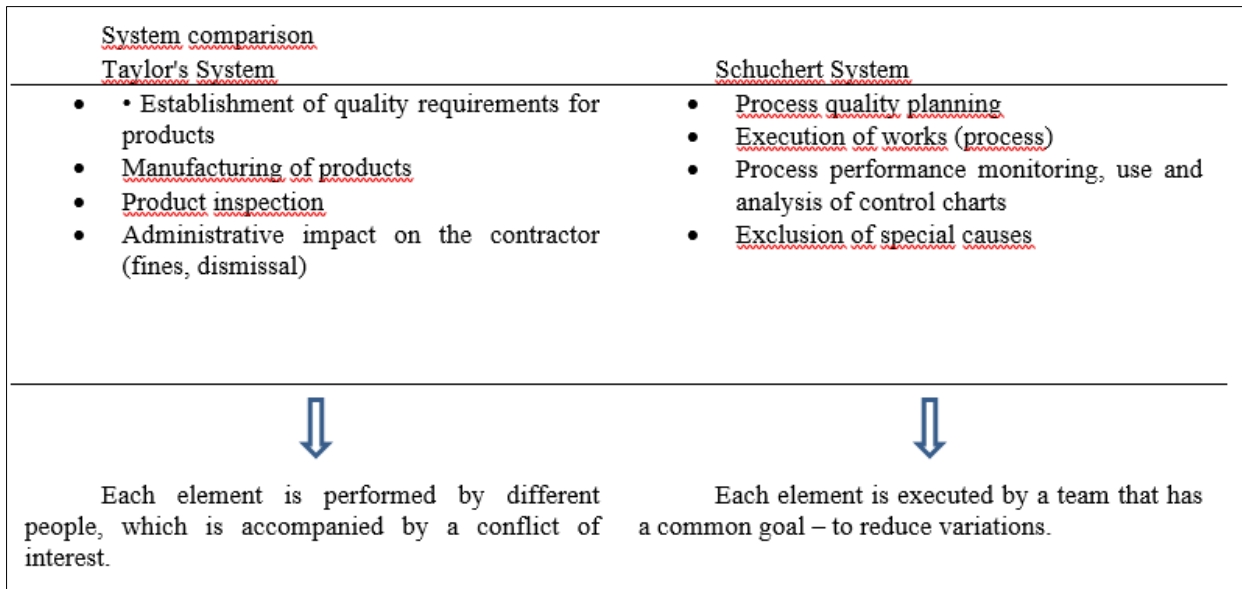 System comparison
Taylor's System
Schuchert System
• • Establishment of quality requirements for
products
• Manufacturing of products
• Product inspection
• Administrative impact on the contractor
(fines, dismissal)
• Process quality planning
• Execution of works (process)
• Process performance monitoring, use and
analysis of control charts
• Exclusion of special causes
Each element is performed by different
people, which is accompanied by a conflict of
interest.
Each element is executed by a team that has
a common goal – to reduce variations.